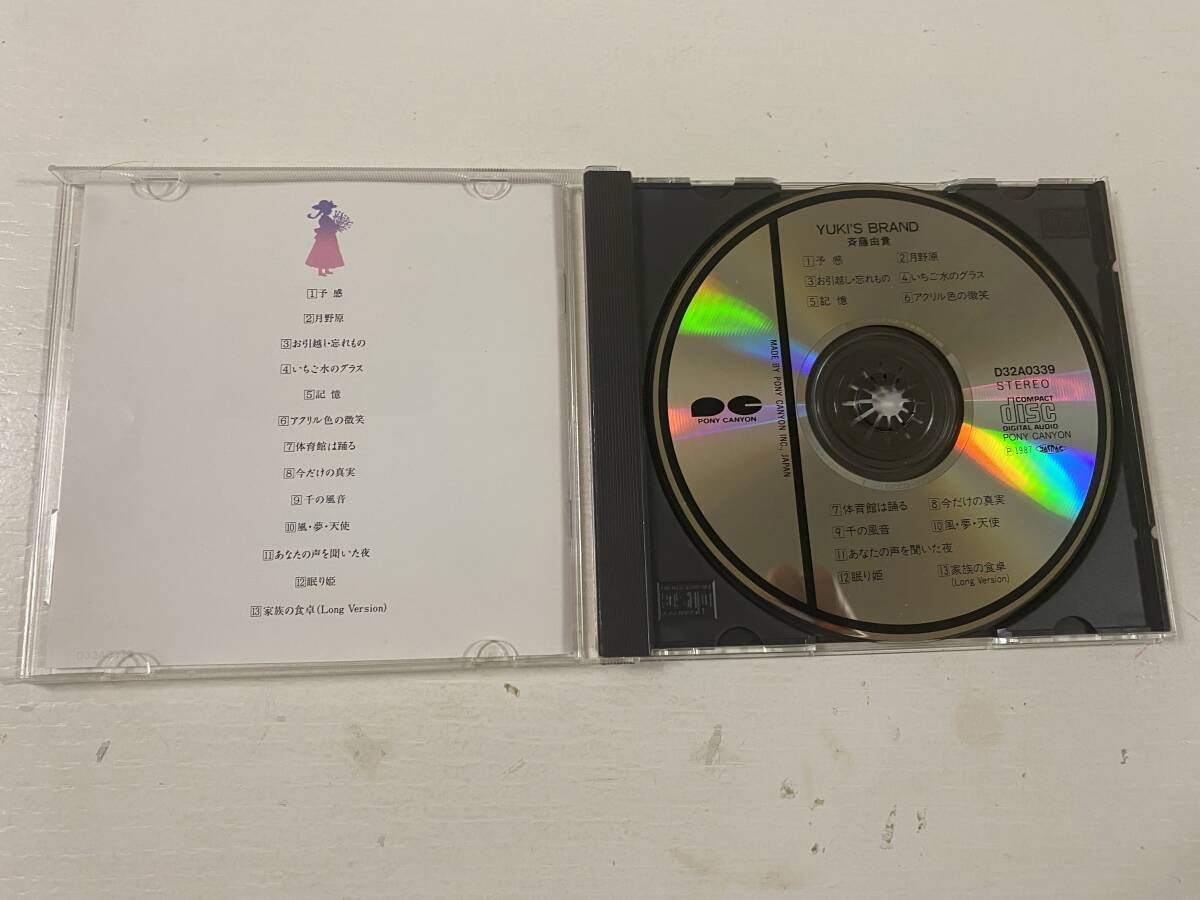 1 予感
2 月野原
3 お引越し・忘れもの
4 いちご水のグラス
5 記憶
6 アクリル色の微笑
7 体育館は踊る
8 今だけの真実
9 千の風音
10 風・夢・天使
11 あなたの声を聞いた夜
12 眠り姫
13 家族の食卓(Long Version)
YUKI'S BRAND
斉藤由貴
1 予感 2 月野原
3 お引越し・忘れもの 4 いちご水のグラス
5 記憶 6 アクリル色の微笑
PONY CANYON
MADE BY PONY CANYON INC., JAPAN
D32A0339
STEREO
COMPACT
disc
DIGITAL AUDIO
PONY CANYON
P.1987
7 体育館は踊る 8 今だけの真実
9 千の風音 10 風・夢・天使
11 あなたの声を聞いた夜
12 眠り姫 13 家族の食卓
(Long Version)